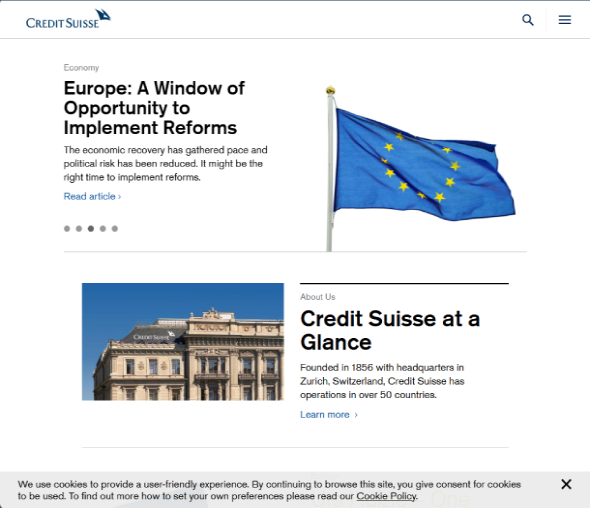 CREDIT SUISSE
Economy
Europe: A Window of
Opportunity to
Implement Reforms
The economic recovery has gathered pace and
political risk has been reduced. It might be the
right time to implement reforms.
Read article ›
CREDIT SUISSE
About Us
Credit Suisse at a
Glance
Founded in 1856 with headquarters in
Zurich, Switzerland, Credit Suisse has
operations in over 50 countries.
Learn more ›
We use cookies to provide a user-friendly experience. By continuing to browse this site, you give consent for cookies
to be used. To find out more how to set your own preferences please read our Cookie Policy.